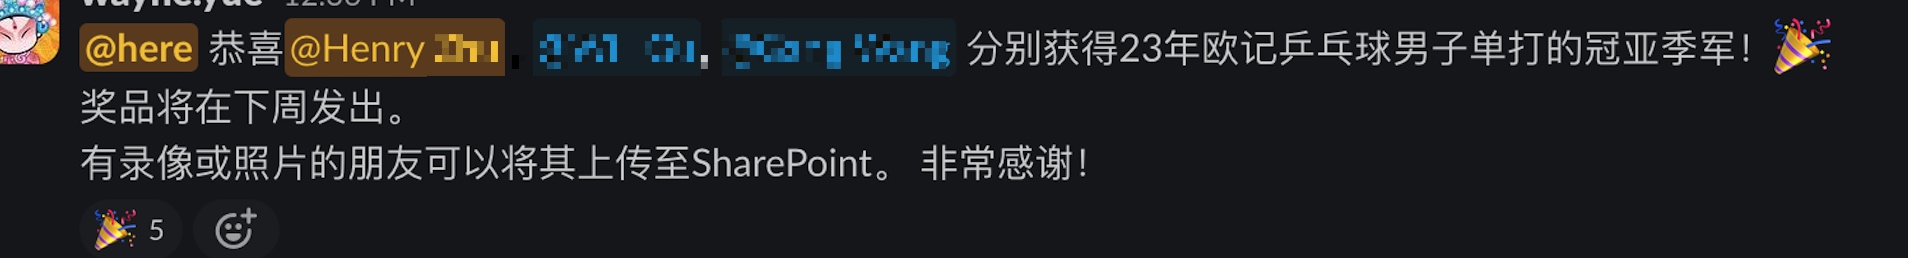 @here 恭喜@Henry , , 分别获得23年欧记乒乓球男子单打的冠亚季军！
奖品将在下周发出。
有录像或照片的朋友可以将其上传至SharePoint。 非常感谢！
5